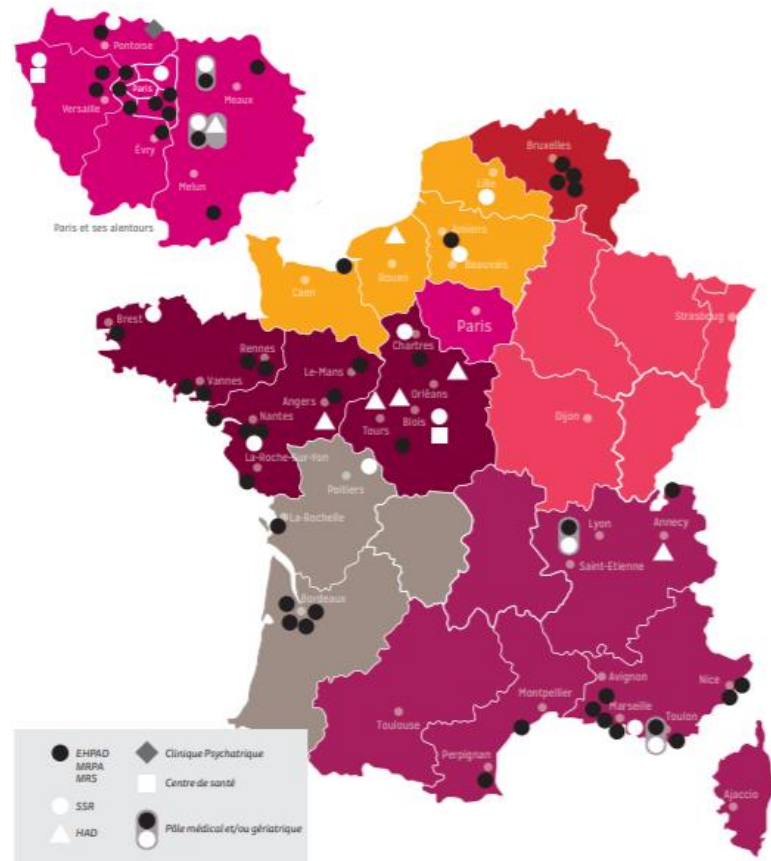 Pontoise
Paris
Meaux
Versaille
Évry
Melun
Paris et ses alentours
Bruxelles
Lille
Amiens
Beauvais
Rouen
Caen
Paris
Strasboug
Brest
Rennes
Chartres
Le-Mans
Vannes
Orléans
Angers
Nantes
Blois
Tours
Dijon
La-Roche-Sur-Yon
Poitiers
La-Rochelle
Lyon
Annecy
Saint-Etienne
Bordeaux
Avignon
Nice
Montpellier
Marseille
Toulon
Toulouse
Perpignan
Ajaccio
EHPAD
MRPA
MRS
SSR
HAD
Clinique Psychatrique
Centre de santé
Pôle médical et/ou gériatrique